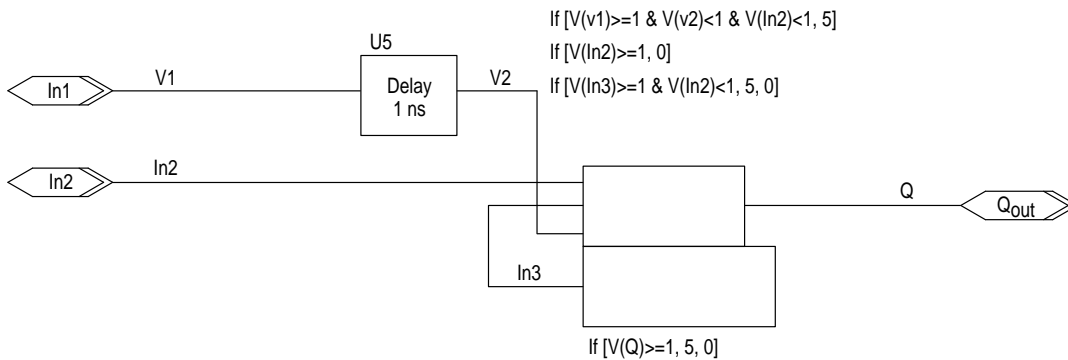 If [V(v1)>=1 & V(v2)<1 & V(In2)<1, 5]
If [V(In2)>=1, 0]
If [V(In3)>=1 & V(In2)<1, 5, 0]
U5
In1
V1
Delay
1 ns
V2
In2
In2
Q
Qout
In3
If [V(Q)>=1, 5, 0]